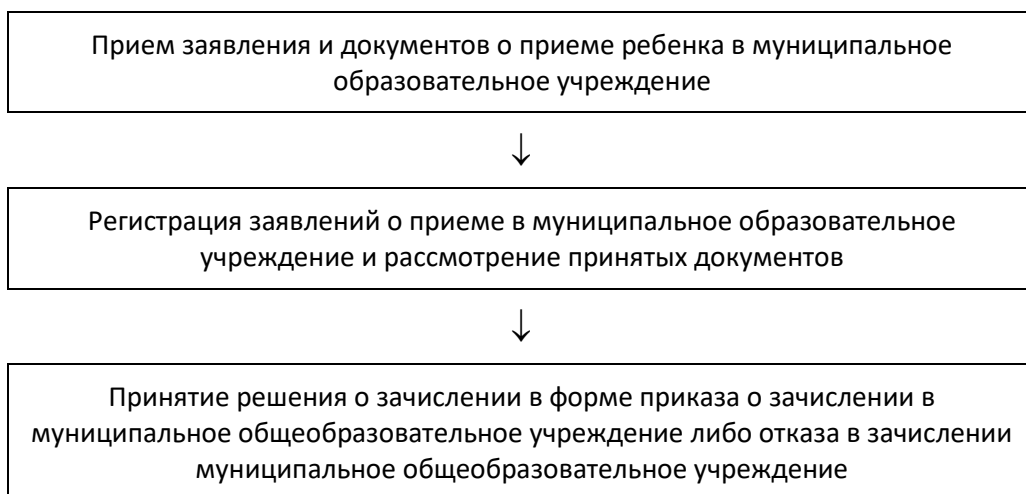 Прием заявления и документов о приеме ребенка в муниципальное
образовательное учреждение
↓
Регистрация заявлений о приеме в муниципальное образовательное
учреждение и рассмотрение принятых документов
↓
Принятие решения о зачислении в форме приказа о зачислении в
муниципальное общеобразовательное учреждение либо отказа в зачислении
муниципальное общеобразовательное учреждение